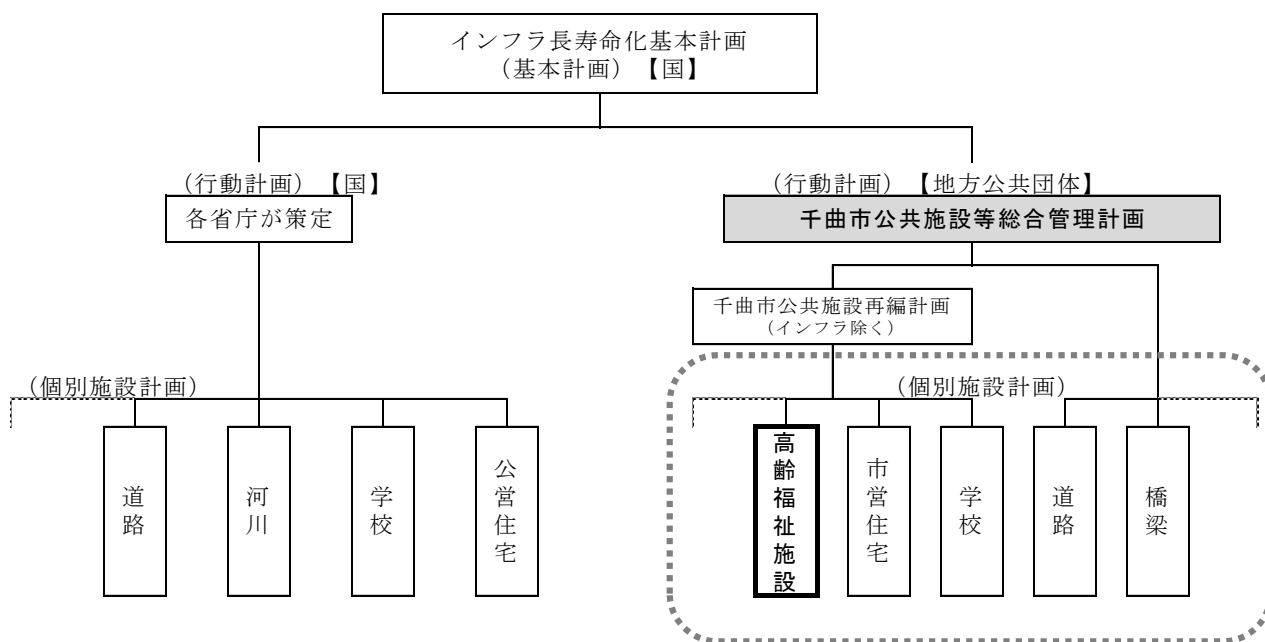 インフラ長寿命化基本計画
（基本計画）【国】
（行動計画）【国】
各省庁が策定
（行動計画）【地方公共団体】
千曲市公共施設等総合管理計画
千曲市公共施設再編計画
（インフラ除く）
（個別施設計画）
（個別施設計画）
道路
河川
学校
公営住宅
高齢福祉施設
市営住宅
学校
道路
橋梁